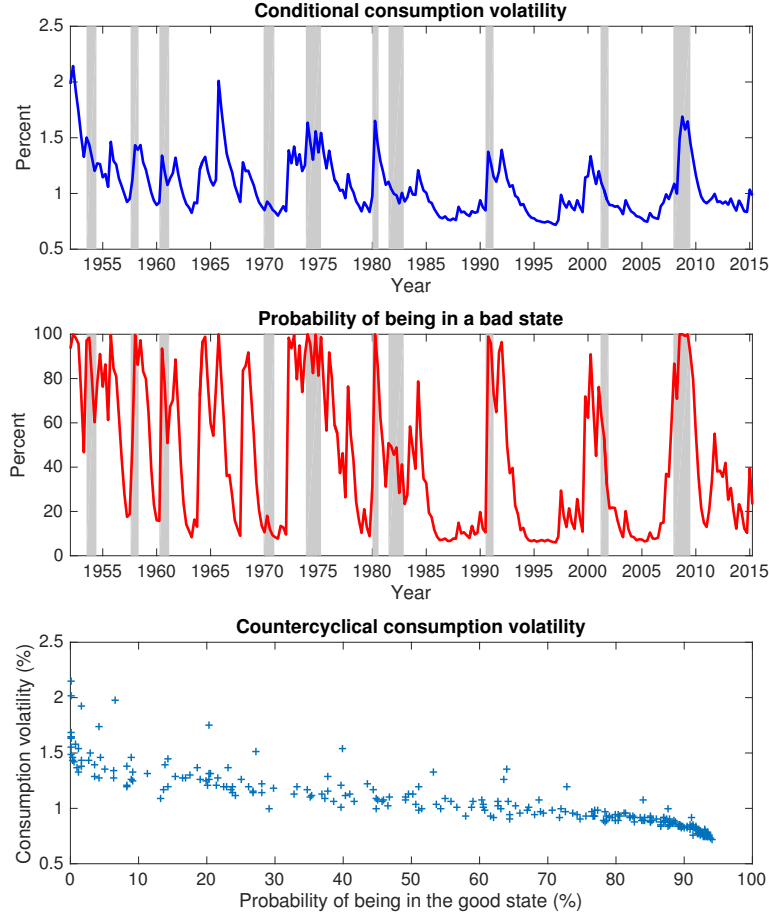 Conditional consumption volatility
2.5
2
1.5
1
0.5
Percent
1955 1960 1965 1970 1975 1980 1985 1990 1995 2000 2005 2010 2015
Year
Probability of being in a bad state
100
80
60
40
20
0
Percent
1955 1960 1965 1970 1975 1980 1985 1990 1995 2000 2005 2010 2015
Year
Countercyclical consumption volatility
2.5
2
1.5
1
0.5
Consumption volatility (%)
0 10 20 30 40 50 60 70 80 90 100
Probability of being in the good state (%)